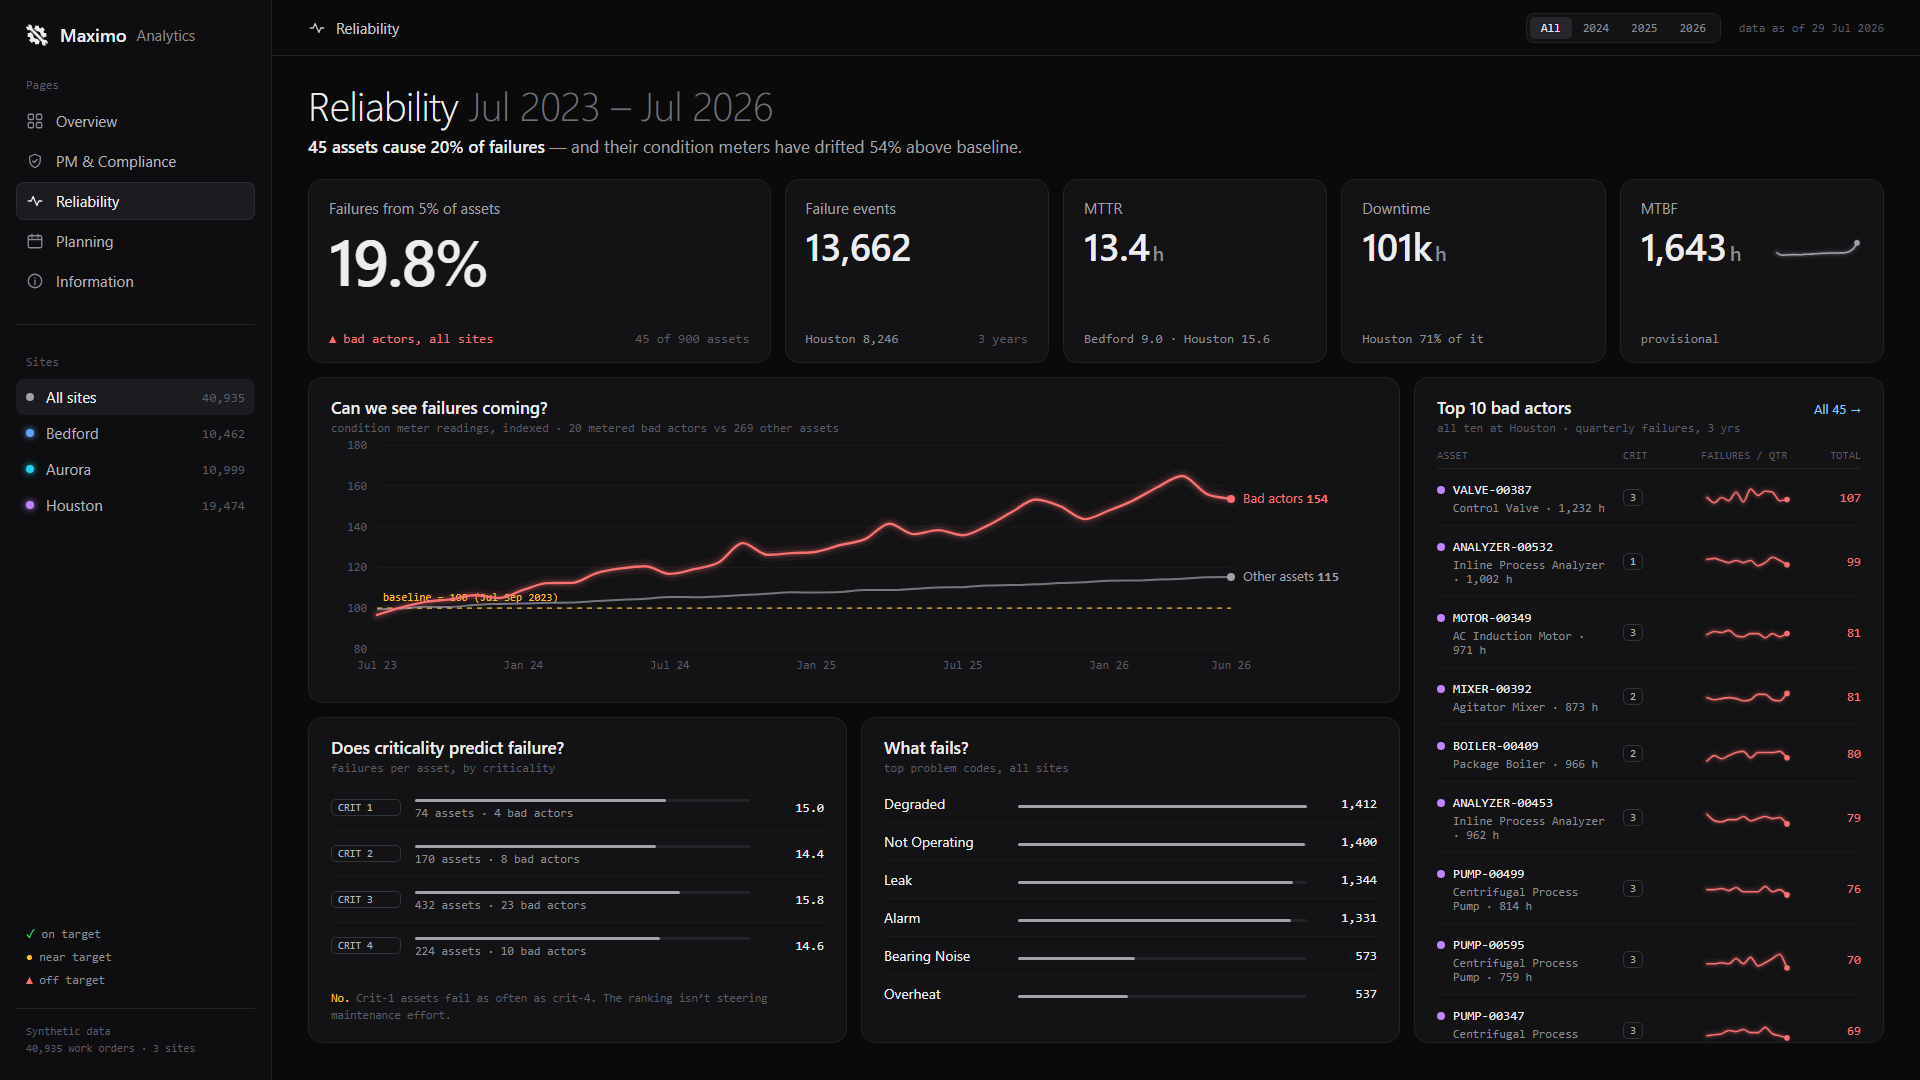 Maximo Analytics
Pages
Overview
PM & Compliance
Reliability
Planning
Information
Sites
All sites 40,935
Bedford 10,462
Aurora 10,999
Houston 19,474
✓ on target
● near target
▲ off target
Synthetic data
40,935 work orders · 3 sites
Reliability
All 2024 2025 2026
data as of 29 Jul 2026
Reliability Jul 2023 – Jul 2026
45 assets cause 20% of failures — and their condition meters have drifted 54% above baseline.
Failures from 5% of assets
19.8%
▲ bad actors, all sites 45 of 900 assets
Failure events
13,662
Houston 8,246 3 years
MTTR
13.4 h
Bedford 9.0 · Houston 15.6
Downtime
101k h
Houston 71% of it
MTBF
1,643 h
provisional
Can we see failures coming?
condition meter readings, indexed · 20 metered bad actors vs 269 other assets
180
160
140
120
100
80
baseline = 100 (Jul–Sep 2023)
Bad actors 154
Other assets 115
Jul 23 Jan 24 Jul 24 Jan 25 Jul 25 Jan 26 Jun 26
Does criticality predict failure?
failures per asset, by criticality
CRIT 1 15.0
74 assets · 4 bad actors
CRIT 2 14.4
170 assets · 8 bad actors
CRIT 3 15.8
432 assets · 23 bad actors
CRIT 4 14.6
224 assets · 10 bad actors
No. Crit-1 assets fail as often as crit-4. The ranking isn’t steering
maintenance effort.
What fails?
top problem codes, all sites
Degraded 1,412
Not Operating 1,400
Leak 1,344
Alarm 1,331
Bearing Noise 573
Overheat 537
Top 10 bad actors All 45 →
all ten at Houston · quarterly failures, 3 yrs
ASSET CRIT FAILURES / QTR TOTAL
VALVE-00387 3 107
Control Valve · 1,232 h
ANALYZER-00532 1 99
Inline Process Analyzer
· 1,002 h
MOTOR-00349 3 81
AC Induction Motor ·
971 h
MIXER-00392 2 81
Agitator Mixer · 873 h
BOILER-00409 2 80
Package Boiler · 966 h
ANALYZER-00453 3 79
Inline Process Analyzer
· 962 h
PUMP-00499 3 76
Centrifugal Process
Pump · 814 h
PUMP-00595 3 70
Centrifugal Process
Pump · 759 h
PUMP-00347 3 69
Centrifugal Process